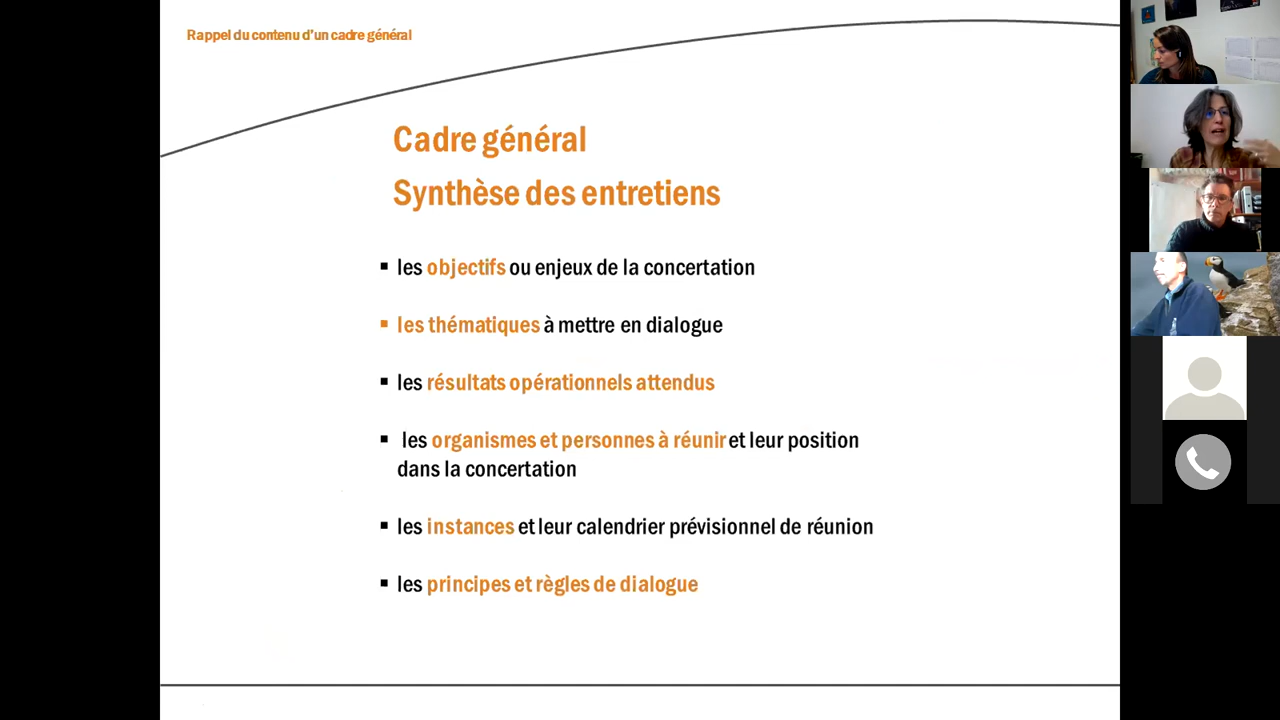 Rappel du contenu d'un cadre général
Cadre général
Synthèse des entretiens
▪ les objectifs ou enjeux de la concertation
▪ les thématiques à mettre en dialogue
▪ les résultats opérationnels attendus
▪ les organismes et personnes à réunir et leur position
dans la concertation
▪ les instances et leur calendrier prévisionnel de réunion
▪ les principes et règles de dialogue